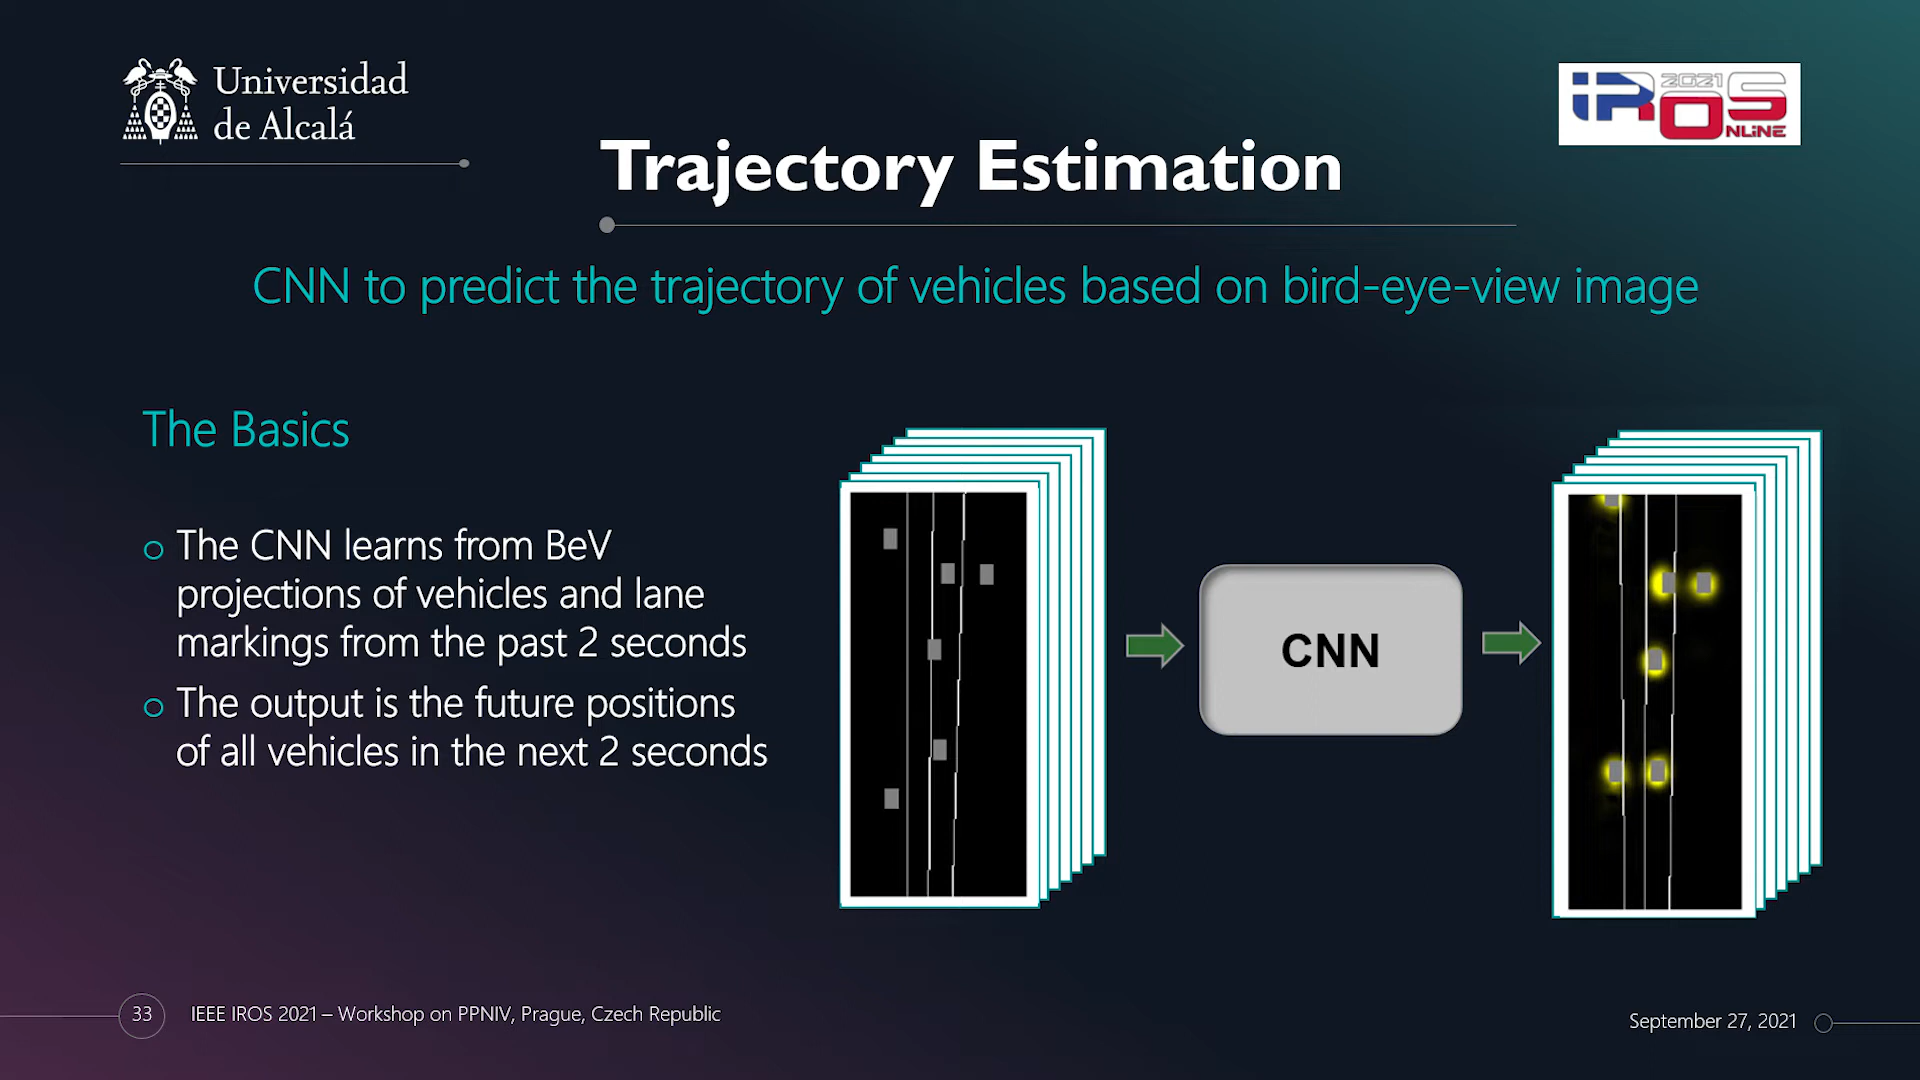 Universidad
de Alcalá
2021
IROS
ONLINE
Trajectory Estimation
CNN to predict the trajectory of vehicles based on bird-eye-view image
The Basics
The CNN learns from BeV
projections of vehicles and lane
markings from the past 2 seconds
The output is the future positions
of all vehicles in the next 2 seconds
CNN
33
IEEE IROS 2021 – Workshop on PPNIV, Prague, Czech Republic
September 27, 2021